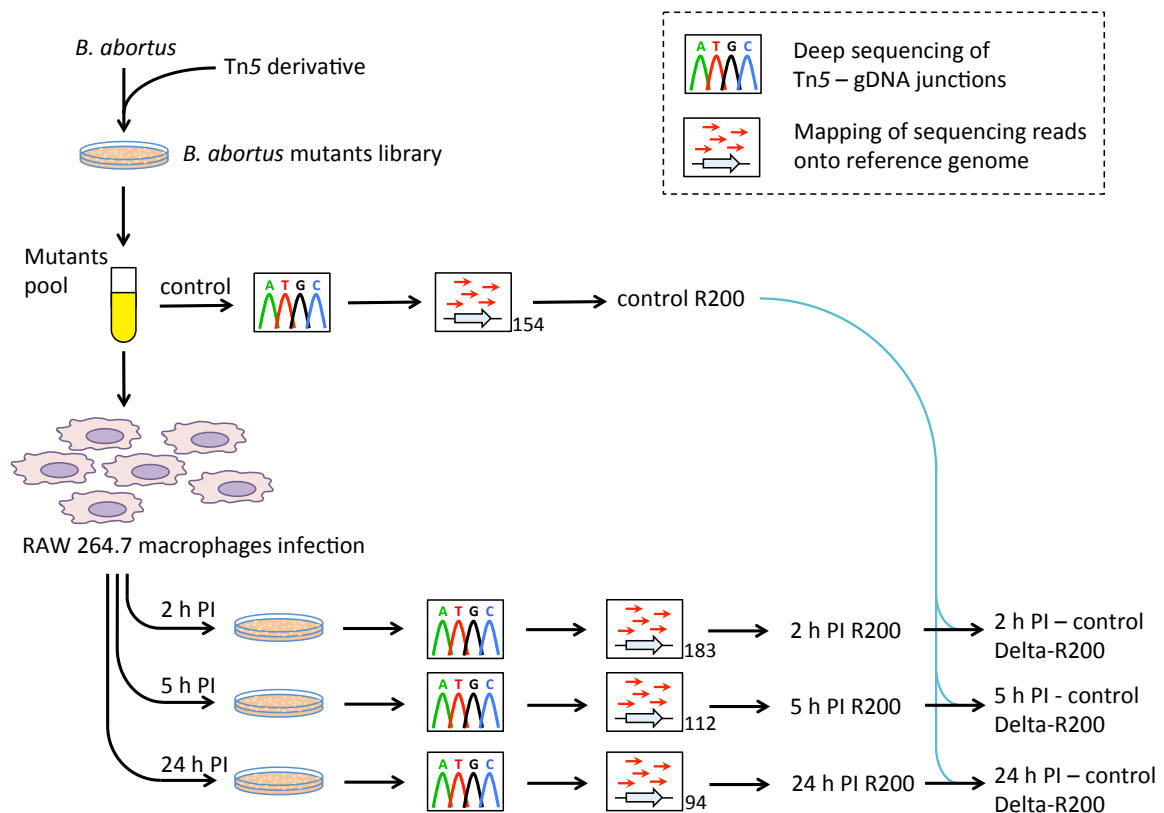 B. abortus
Tn5 derivative
B. abortus mutants library
A T G C
Deep sequencing of
Tn5 – gDNA junctions
Mapping of sequencing reads
onto reference genome
Mutants
pool
control
A T G C
154
control R200
RAW 264.7 macrophages infection
2 h PI
A T G C
183
2 h PI R200
2 h PI – control
Delta-R200
5 h PI
A T G C
112
5 h PI R200
5 h PI - control
Delta-R200
24 h PI
A T G C
94
24 h PI R200
24 h PI – control
Delta-R200